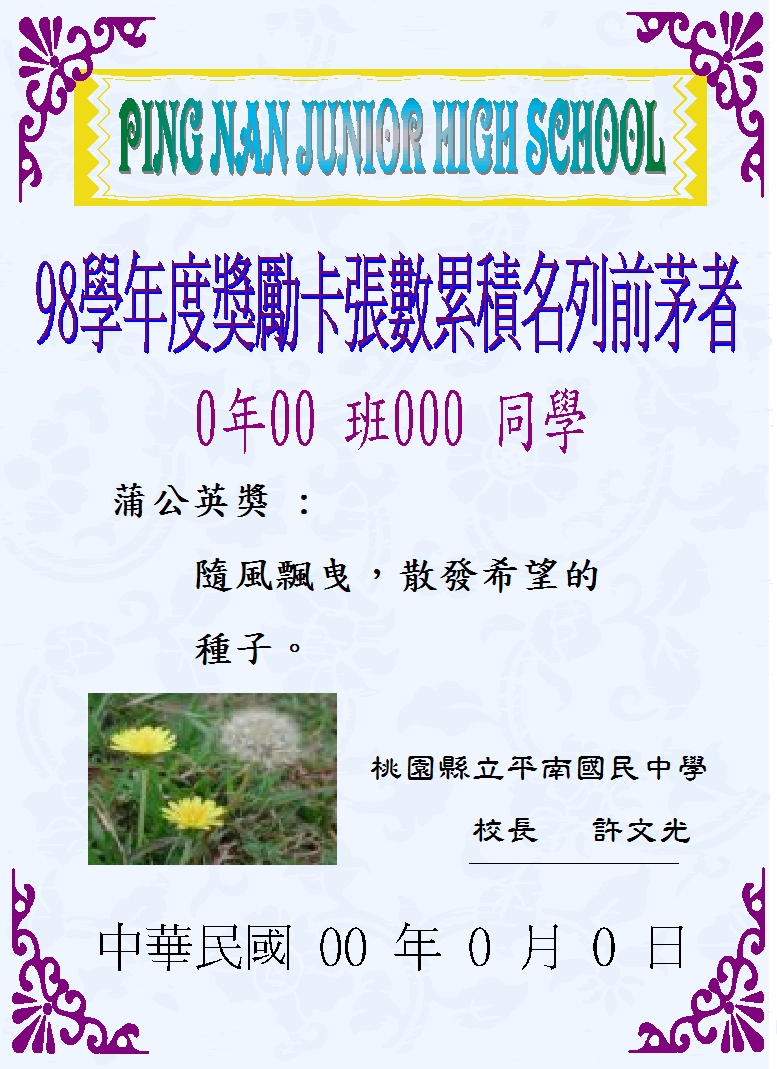 PING NAN JUNIOR HIGH SCHOOL
98學年度獎勵卡張數累積名列前茅者
0年00 班000 同學
蒲公英獎 ：
隨風飄曳，散發希望的
種子。
桃園縣立平南國民中學
校長 許文光
中華民國 00 年 0 月 0 日